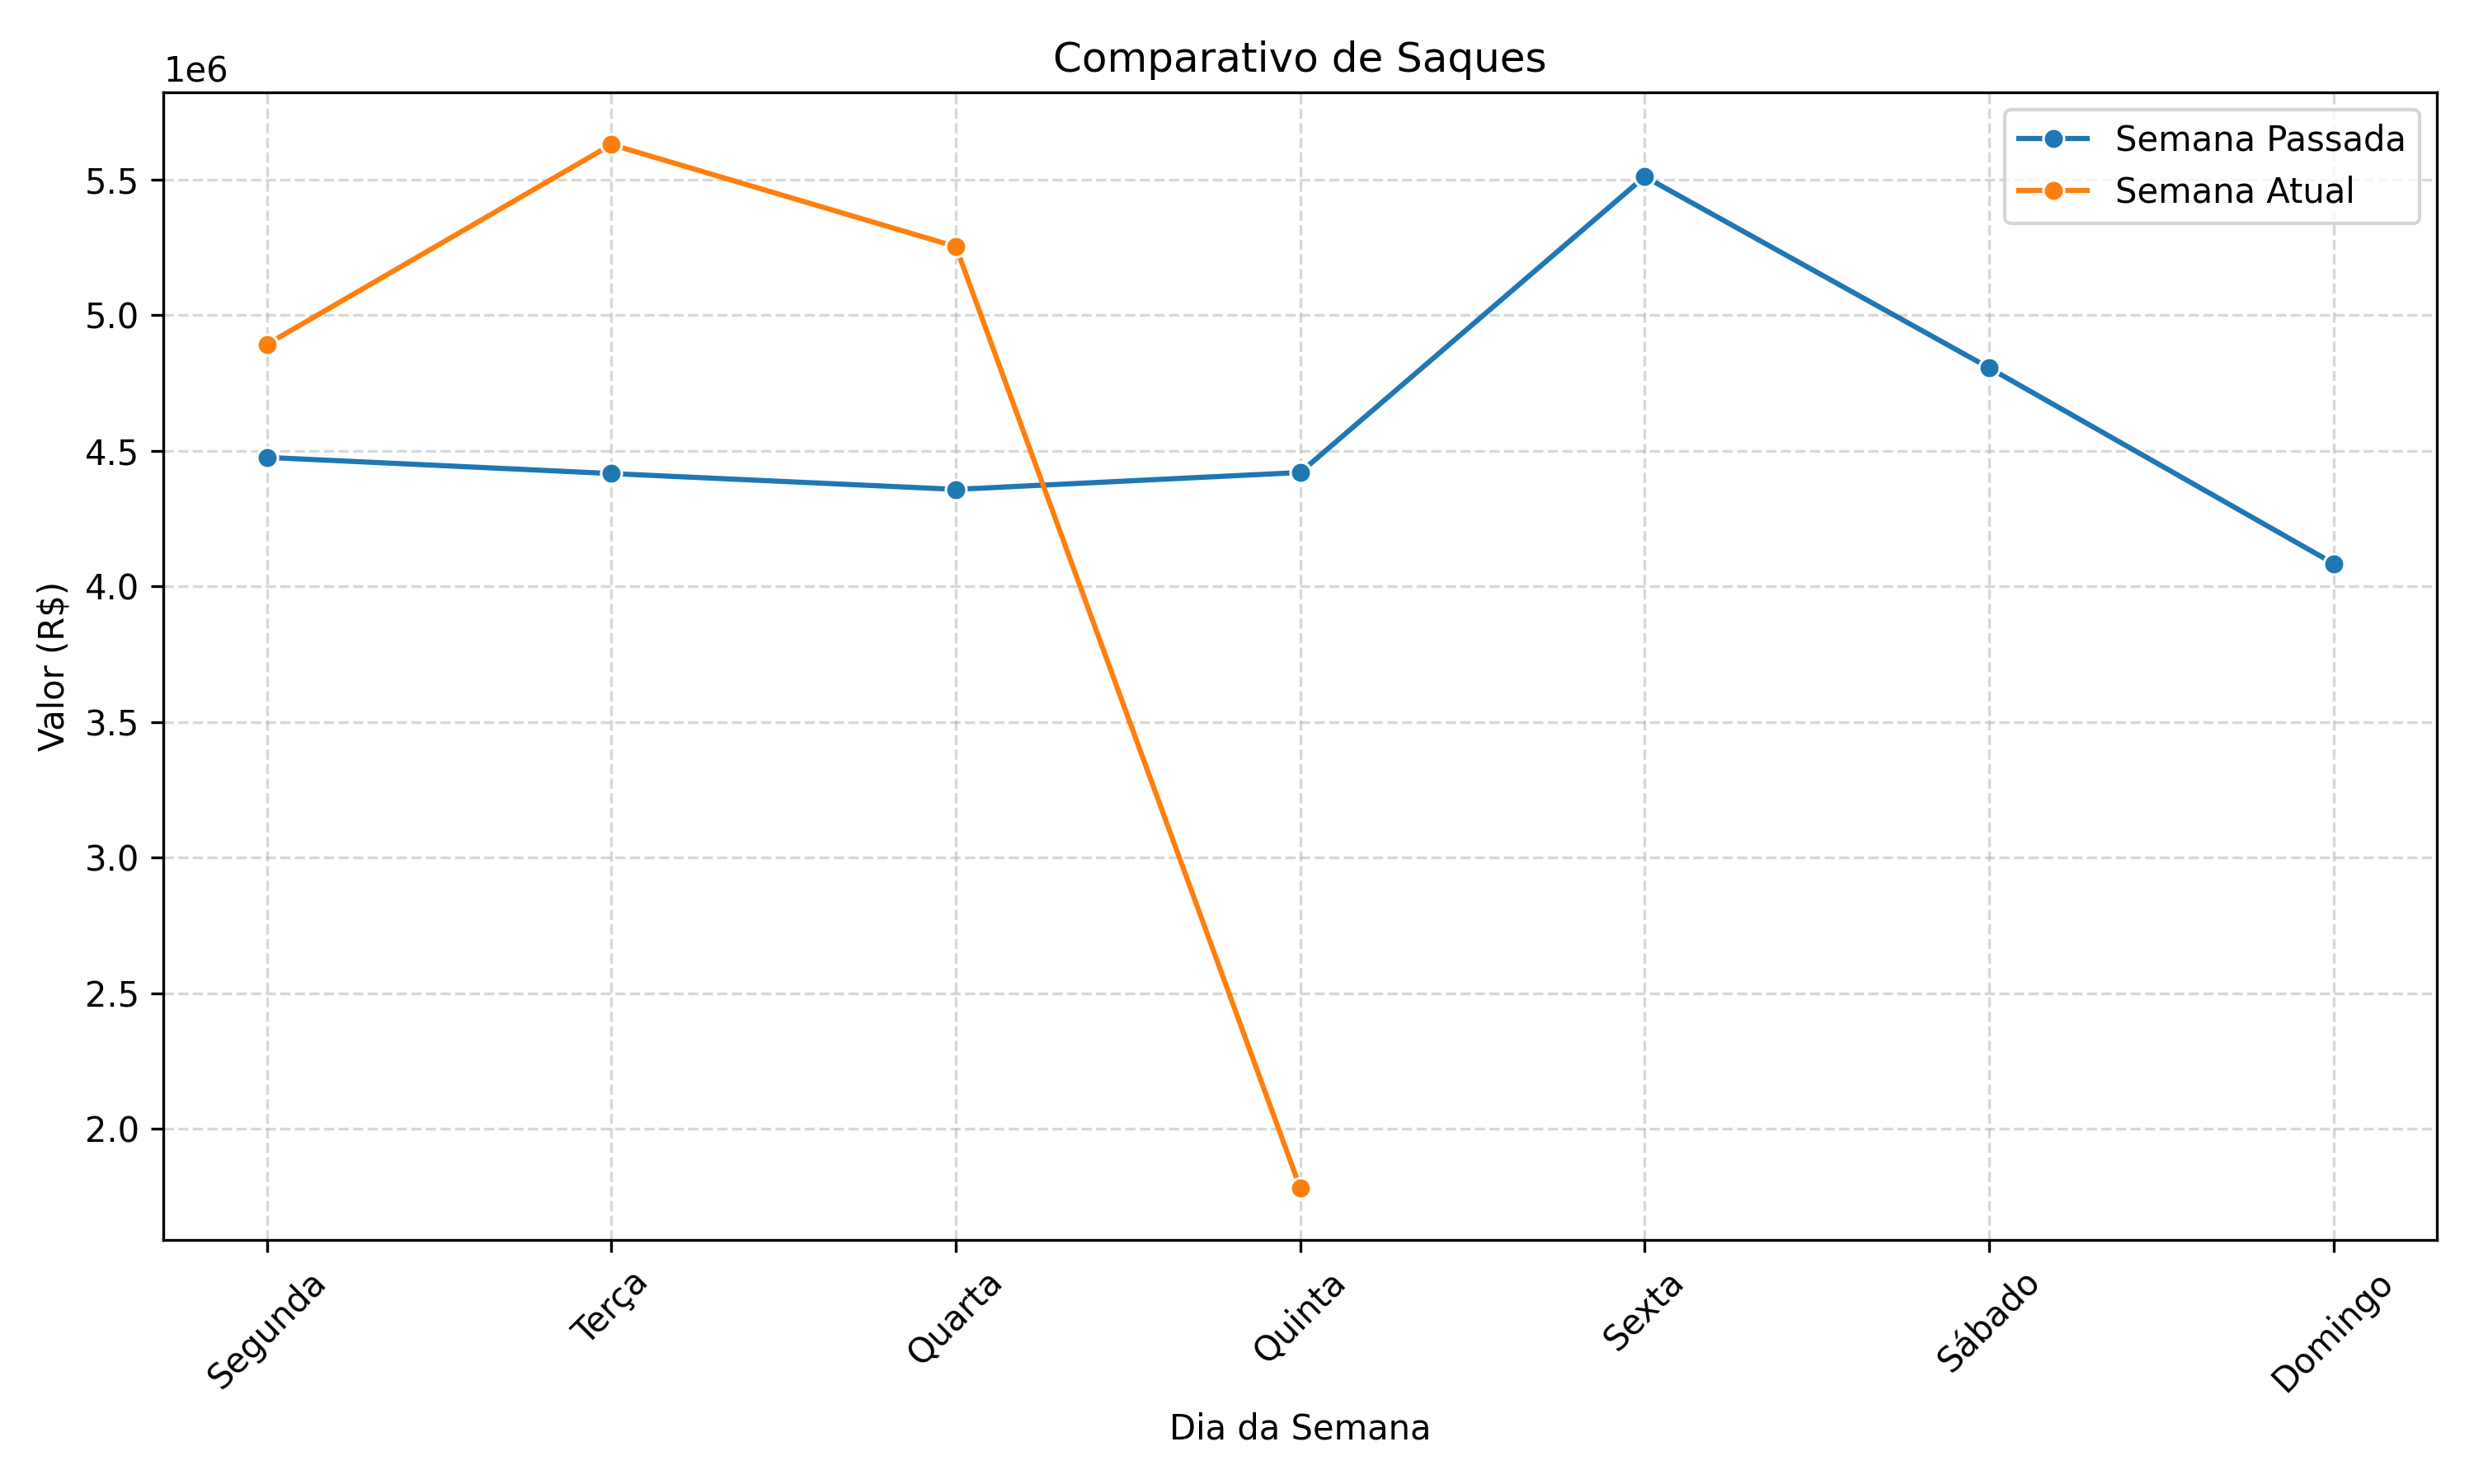 Comparativo de Saques
1e6
Semana Passada
Semana Atual
5.5
5.0
4.5
4.0
3.5
3.0
2.5
2.0
Valor (R$)
Segunda
Terça
Quarta
Quinta
Sexta
Sábado
Domingo
Dia da Semana